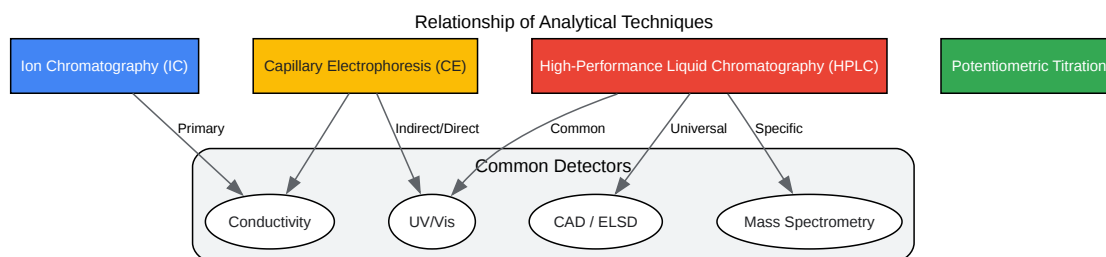 Relationship of Analytical Techniques
Ion Chromatography (IC)
Capillary Electrophoresis (CE)
High-Performance Liquid Chromatography (HPLC)
Potentiometric Titration
Primary
Indirect/Direct
Common
Universal
Specific
Common Detectors
Conductivity
UV/Vis
CAD / ELSD
Mass Spectrometry